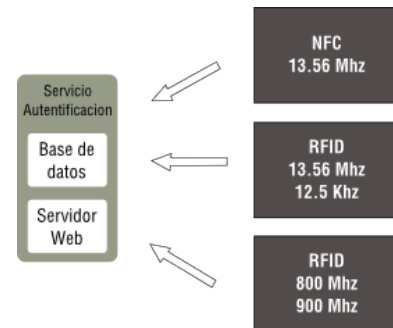 Servicio
Autentificacion
Base de
datos
Servidor
Web
NFC
13.56 Mhz
RFID
13.56 Mhz
12.5 Khz
RFID
800 Mhz
900 Mhz